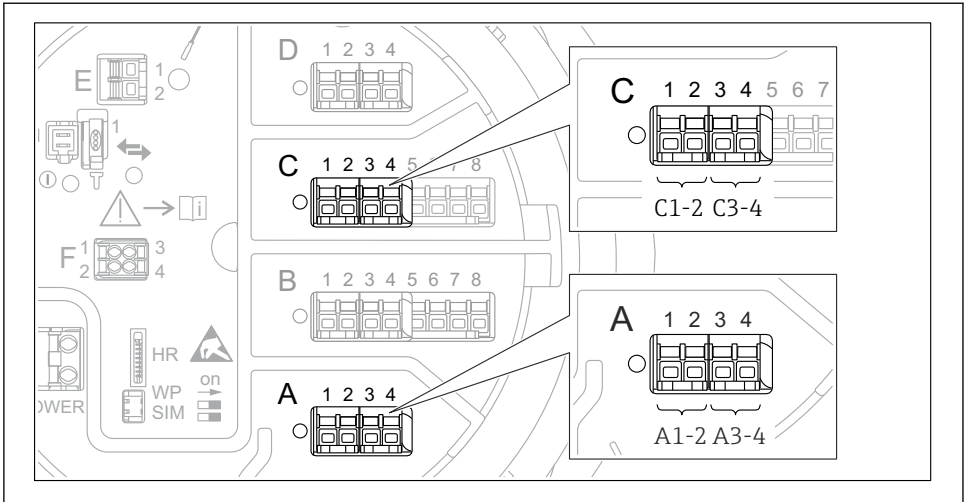 D 1 2 3 4
E 1
2
1
C 1 2 3 4 5 6 7 8
C 1 2 3 4 5 6 7
C1-2 C3-4
i
F 1 3
2 4
B 1 2 3 4 5 6 7 8
A 1 2 3 4
A1-2 A3-4
HR
WP on
SIM
OWER
A 1 2 3 4